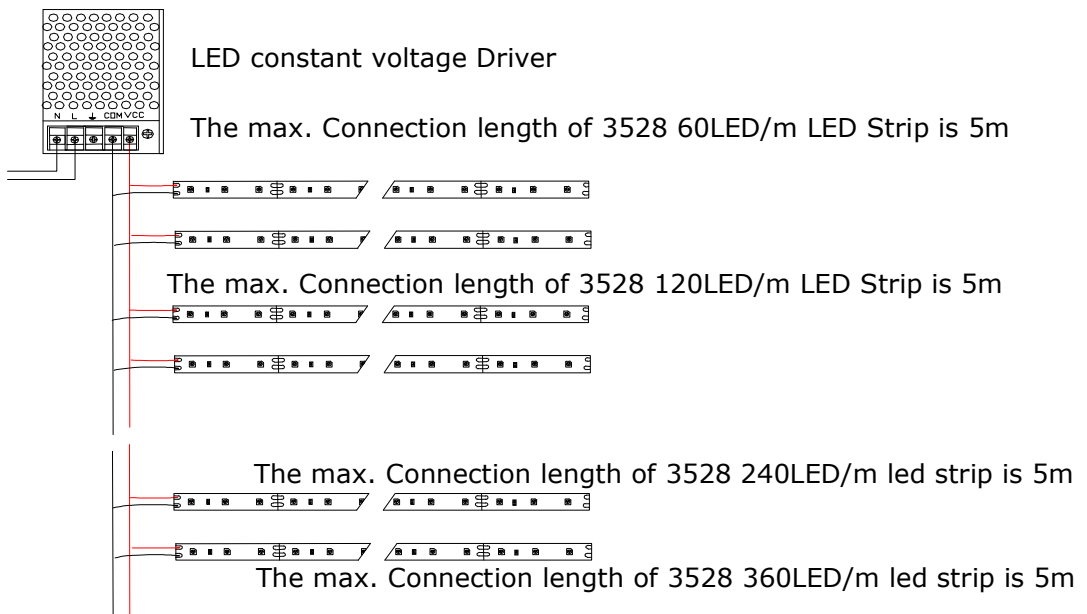 LED constant voltage Driver
N L ⏚ COM VCC
The max. Connection length of 3528 60LED/m LED Strip is 5m
The max. Connection length of 3528 120LED/m LED Strip is 5m
The max. Connection length of 3528 240LED/m led strip is 5m
The max. Connection length of 3528 360LED/m led strip is 5m